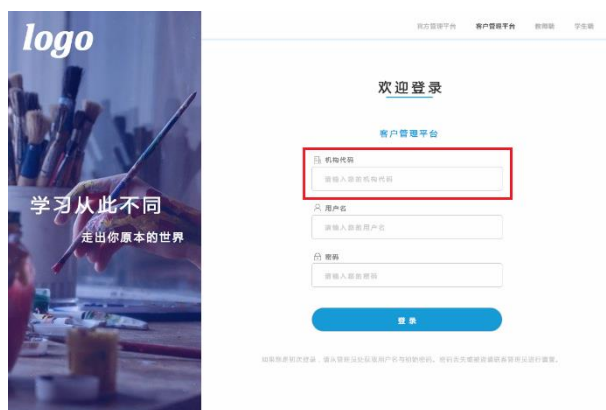 logo
学习从此不同
走出你原本的世界
官方管理平台 客户管理平台 教师端 学生端
欢迎登录
客户管理平台
机构代码
请输入您的机构代码
用户名
请输入您的用户名
密码
请输入您的密码
登录